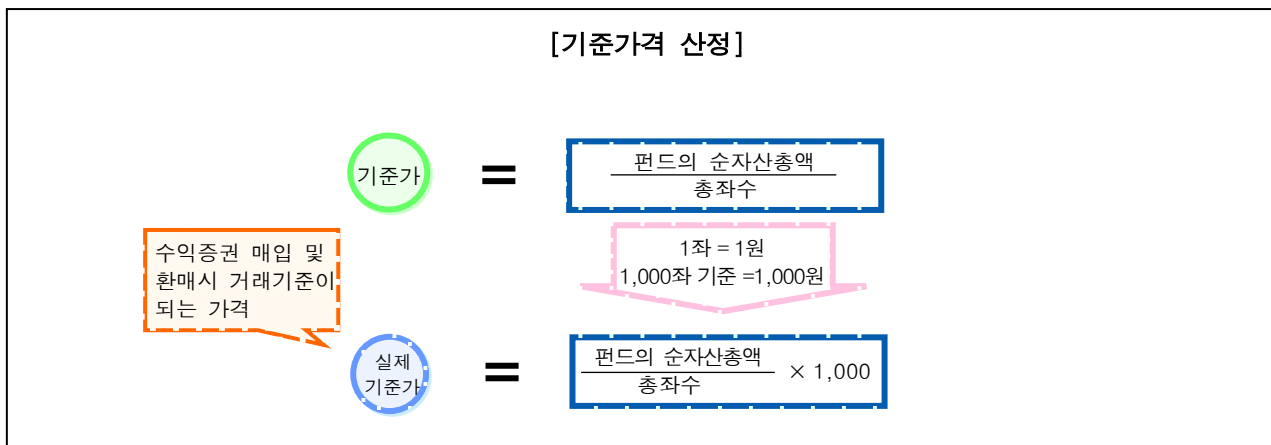 [기준가격 산정]
기준가
=
펀드의 순자산총액
총좌수
1좌 = 1원
1,000좌 기준 =1,000원
수익증권 매입 및
환매시 거래기준이
되는 가격
실제
기준가
=
펀드의 순자산총액
총좌수
× 1,000